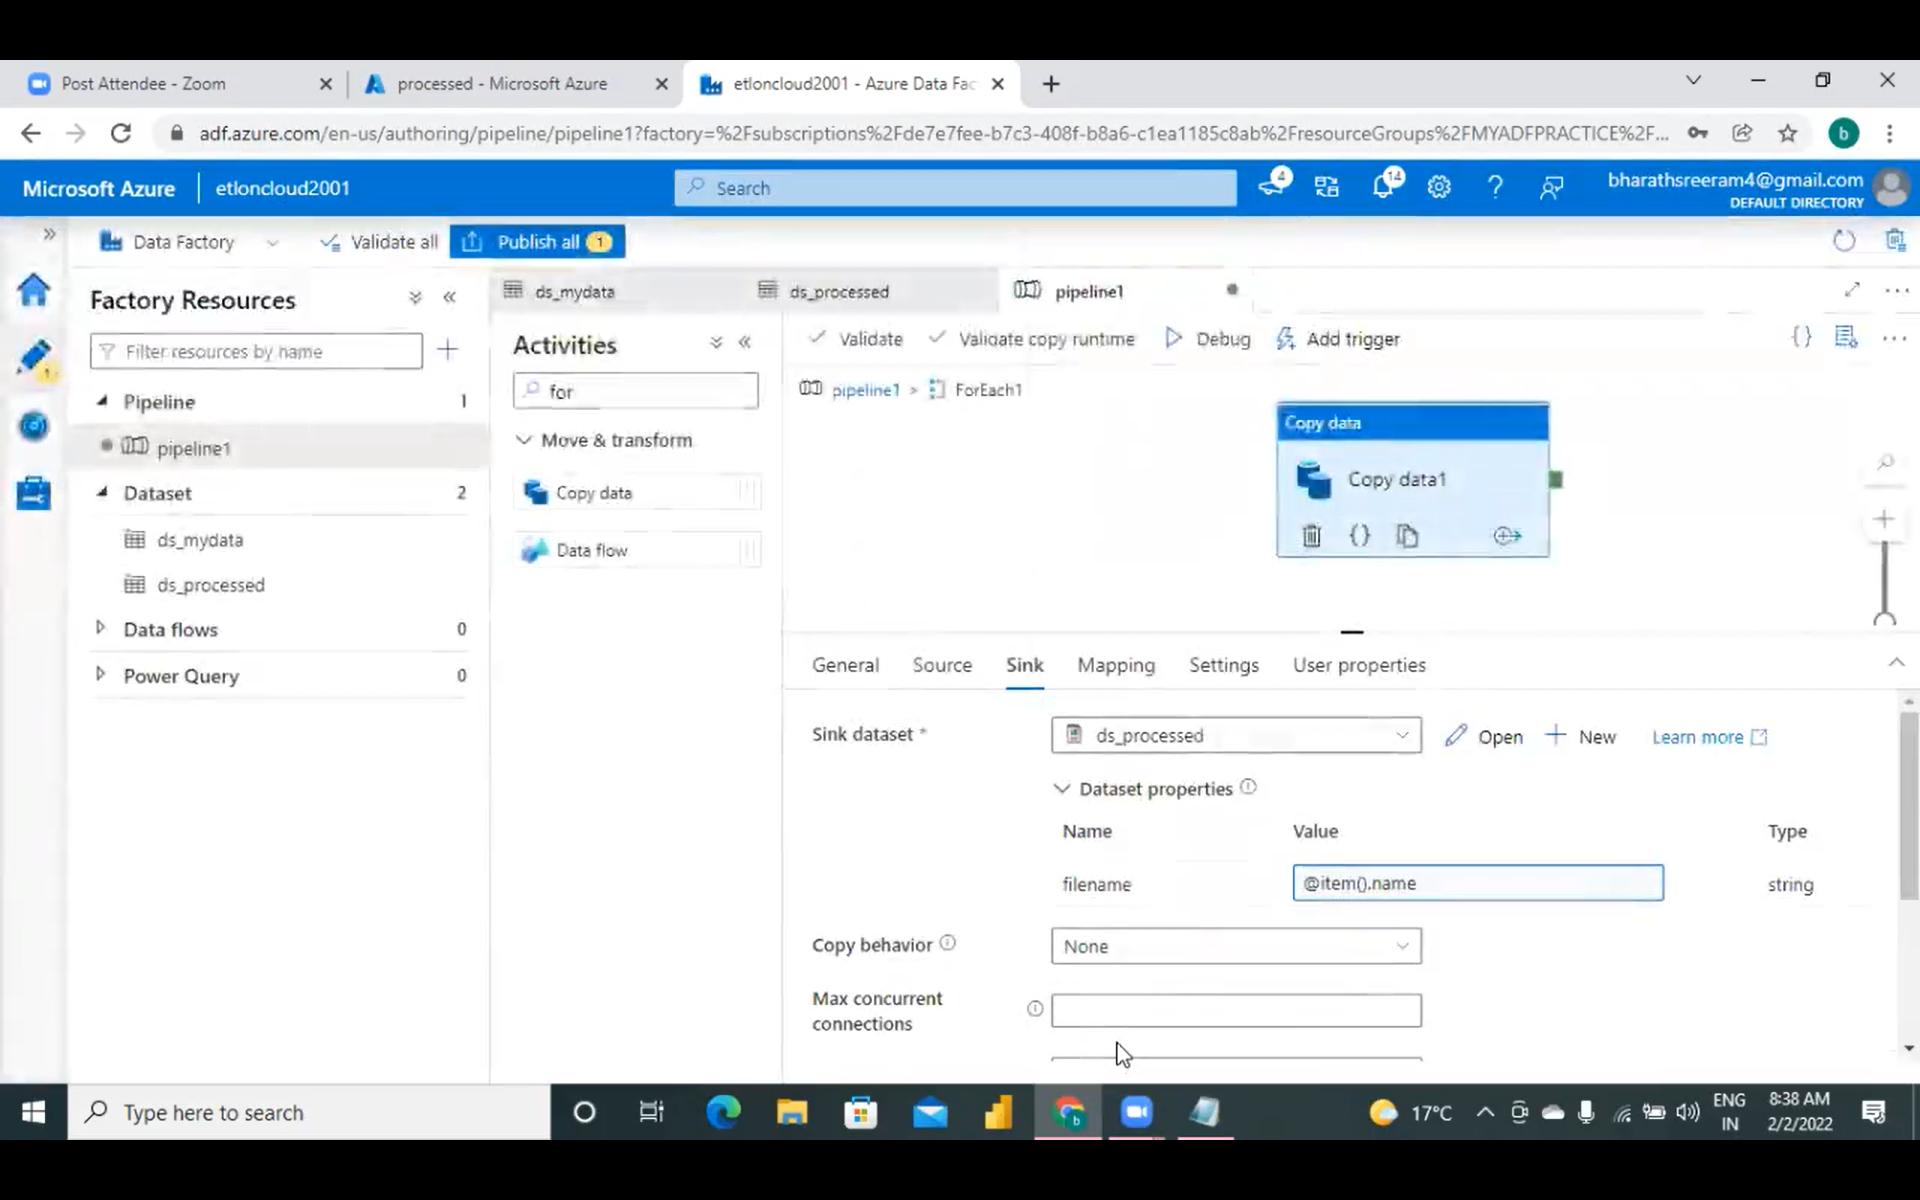 Post Attendee - Zoom
processed - Microsoft Azure
etloncloud2001 - Azure Data Fac
adf.azure.com/en-us/authoring/pipeline/pipeline1?factory=%2Fsubscriptions%2Fde7e7fee-b7c3-408f-b8a6-c1ea1185c8ab%2FresourceGroups%2FMYADFPRACTICE%2F...
b
Microsoft Azure
etloncloud2001
Search
4
14
bharathsreeram4@gmail.com
DEFAULT DIRECTORY
Data Factory
Validate all
Publish all 1
Factory Resources
Filter resources by name
Pipeline 1
pipeline1
Dataset 2
ds_mydata
ds_processed
Data flows 0
Power Query 0
ds_mydata
ds_processed
pipeline1
Activities
for
Move & transform
Copy data
Data flow
Validate
Validate copy runtime
Debug
Add trigger
pipeline1 > ForEach1
Copy data
Copy data1
General Source Sink Mapping Settings User properties
Sink dataset *
ds_processed
Open
New
Learn more
Dataset properties
Name Value Type
filename @item().name string
Copy behavior
None
Max concurrent
connections
Type here to search
17°C
ENG
IN
8:38 AM
2/2/2022